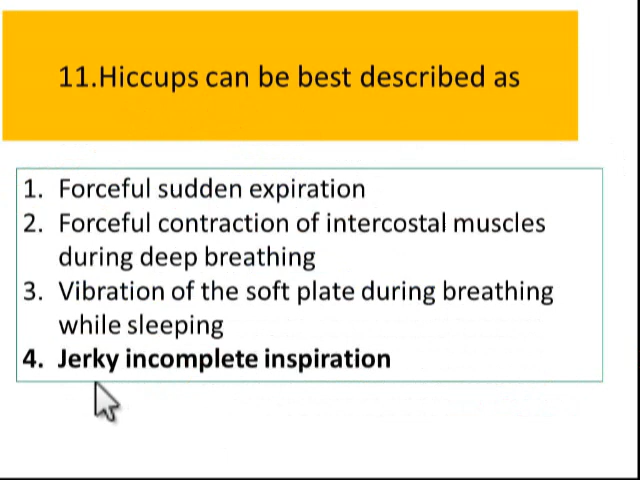 11.Hiccups can be best described as
1. Forceful sudden expiration
2. Forceful contraction of intercostal muscles
during deep breathing
3. Vibration of the soft plate during breathing
while sleeping
4. Jerky incomplete inspiration